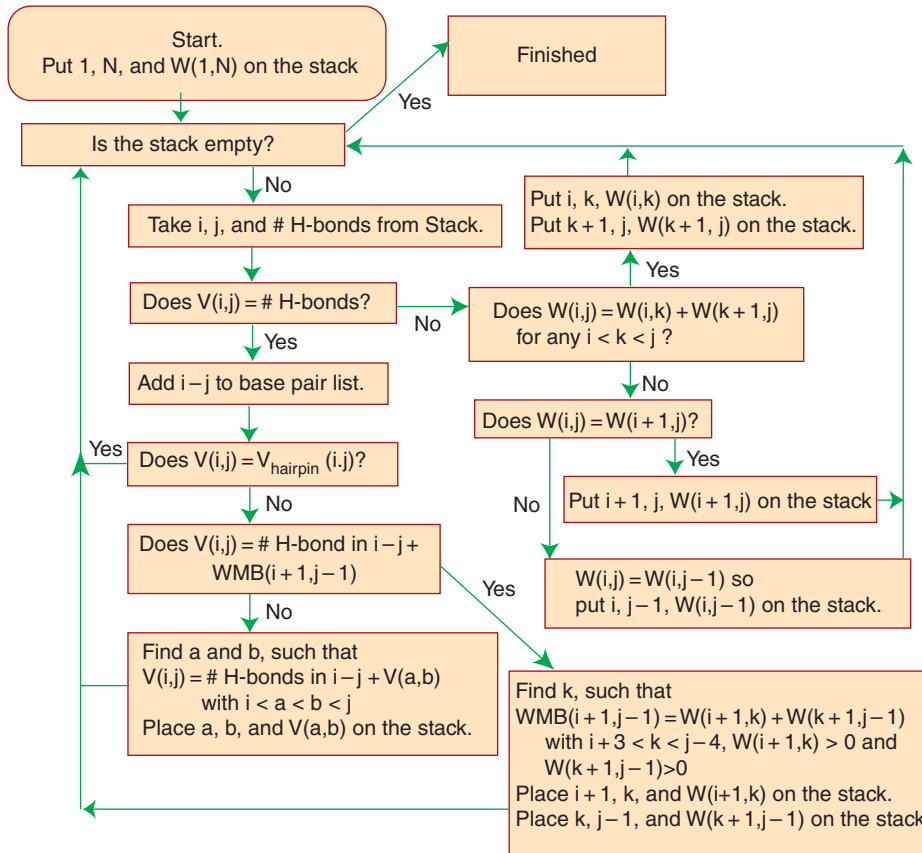 Start.
Put 1, N, and W(1,N) on the stack
Finished
Yes
Is the stack empty?
No
Take i, j, and # H-bonds from Stack.
Put i, k, W(i,k) on the stack.
Put k+1, j, W(k+1, j) on the stack.
Yes
Does V(i,j)=# H-bonds?
No
Does W(i,j)=W(i,k)+W(k+1,j)
for any i<k<j ?
Yes
Add i–j to base pair list.
No
Does W(i,j)=W(i+1,j)?
Yes
Does V(i,j)=Vhairpin (i.j)?
Yes
No
Put i+1, j, W(i+1,j) on the stack
No
Does V(i,j)=# H-bond in i–j+
WMB(i+1,j–1)
Yes
W(i,j)=W(i,j–1) so
put i, j–1, W(i,j–1) on the stack.
No
Find a and b, such that
V(i,j)=# H-bonds in i–j+V(a,b)
with i<a<b<j
Place a, b, and V(a,b) on the stack.
Find k, such that
WMB(i+1,j–1)=W(i+1,k)+W(k+1,j–1)
with i+3<k<j–4, W(i+1,k)>0 and
W(k+1,j–1)>0
Place i+1, k, and W(i+1,k) on the stack.
Place k, j–1, and W(k+1,j–1) on the stack